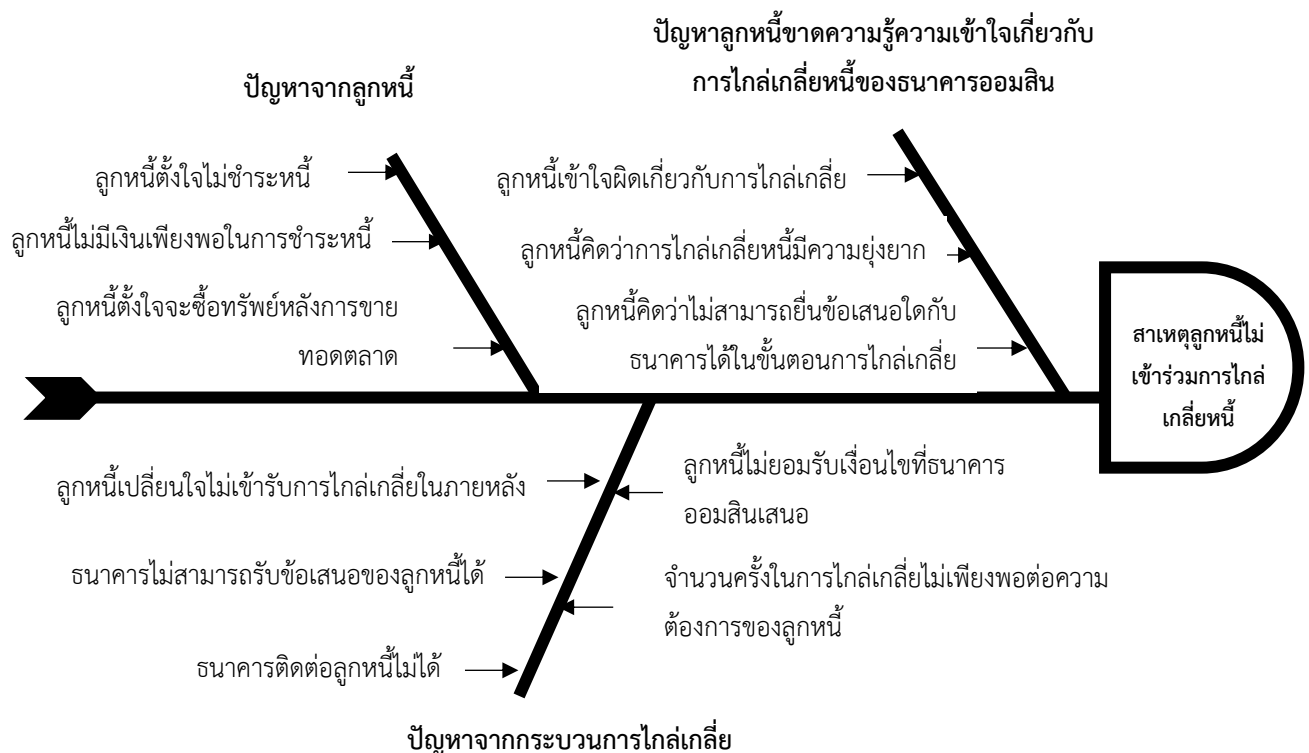 ปัญหาลูกหนี้ขาดความรู้ความเข้าใจเกี่ยวกับ
การไกล่เกลี่ยหนี้ของธนาคารออมสิน
ปัญหาจากลูกหนี้
ลูกหนี้ตั้งใจไม่ชำระหนี้
ลูกหนี้ไม่มีเงินเพียงพอในการชำระหนี้
ลูกหนี้ตั้งใจจะซื้อทรัพย์หลังการขาย
ทอดตลาด
ลูกหนี้เข้าใจผิดเกี่ยวกับการไกล่เกลี่ย
ลูกหนี้คิดว่าการไกล่เกลี่ยหนี้มีความยุ่งยาก
ลูกหนี้คิดว่าไม่สามารถยื่นข้อเสนอใดกับ
ธนาคารได้ในขั้นตอนการไกล่เกลี่ย
สาเหตุลูกหนี้ไม่
เข้าร่วมการไกล่
เกลี่ยหนี้
ลูกหนี้เปลี่ยนใจไม่เข้ารับการไกล่เกลี่ยในภายหลัง
ธนาคารไม่สามารถรับข้อเสนอของลูกหนี้ได้
ธนาคารติดต่อลูกหนี้ไม่ได้
ลูกหนี้ไม่ยอมรับเงื่อนไขที่ธนาคาร
ออมสินเสนอ
จำนวนครั้งในการไกล่เกลี่ยไม่เพียงพอต่อความ
ต้องการของลูกหนี้
ปัญหาจากกระบวนการไกล่เกลี่ย